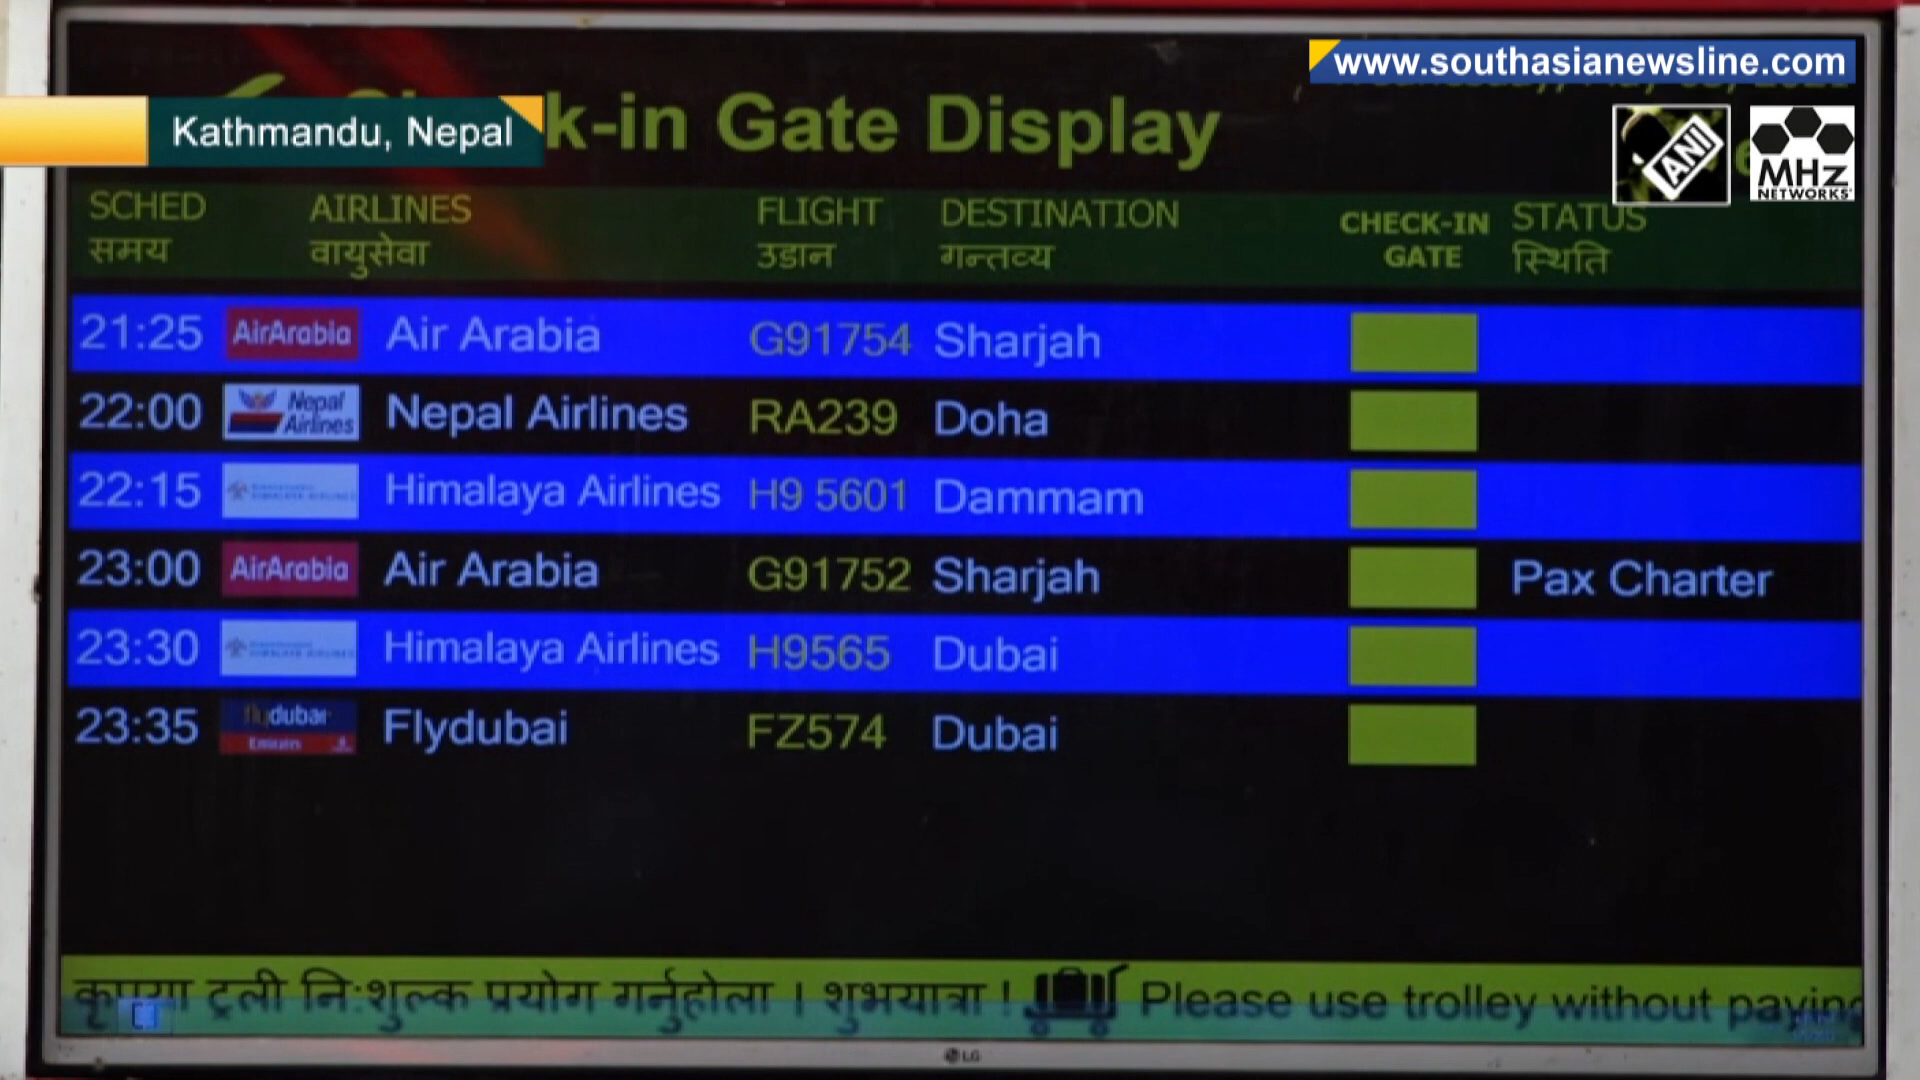 www.southasianewsline.com
Kathmandu, Nepal
k-in Gate Display
ANI
MHz
NETWORKS
SCHED AIRLINES FLIGHT DESTINATION CHECK-IN GATE STATUS
समय वायुसेवा उडान गन्तव्य स्थिति
21:25 AirArabia Air Arabia G91754 Sharjah
22:00 Nepal Airlines Nepal Airlines RA239 Doha
22:15 Himalaya Airlines H9 5601 Dammam
23:00 AirArabia Air Arabia G91752 Sharjah Pax Charter
23:30 Himalaya Airlines H9565 Dubai
23:35 flydubai Emirates Flydubai FZ574 Dubai
कृपया ट्रली नि:शुल्क प्रयोग गर्नुहोला । शुभयात्रा ! Please use trolley without paying
LG